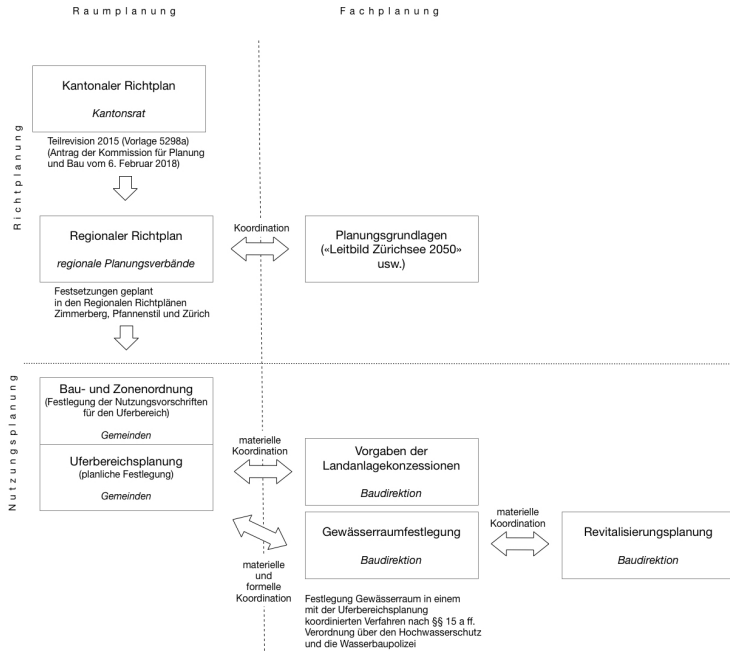 Raumplanung
Fachplanung
Richtplanung
Kantonaler Richtplan
Kantonsrat
Teilrevision 2015 (Vorlage 5298a)
(Antrag der Kommission für Planung
und Bau vom 6. Februar 2018)
Regionaler Richtplan
regionale Planungsverbände
Koordination
Planungsgrundlagen
(«Leitbild Zürichsee 2050»
usw.)
Festsetzungen geplant
in den Regionalen Richtplänen
Zimmerberg, Pfannenstil und Zürich
Nutzungsplanung
Bau- und Zonenordnung
(Festlegung der Nutzungsvorschriften
für den Uferbereich)
Gemeinden
Uferbereichsplanung
(planliche Festlegung)
Gemeinden
materielle
Koordination
Vorgaben der
Landanlagekonzessionen
Baudirektion
materielle
und
formelle
Koordination
Gewässerraumfestlegung
Baudirektion
materielle
Koordination
Revitalisierungsplanung
Baudirektion
Festlegung Gewässerraum in einem
mit der Uferbereichsplanung
koordinierten Verfahren nach §§ 15 a ff.
Verordnung über den Hochwasserschutz
und die Wasserbaupolizei